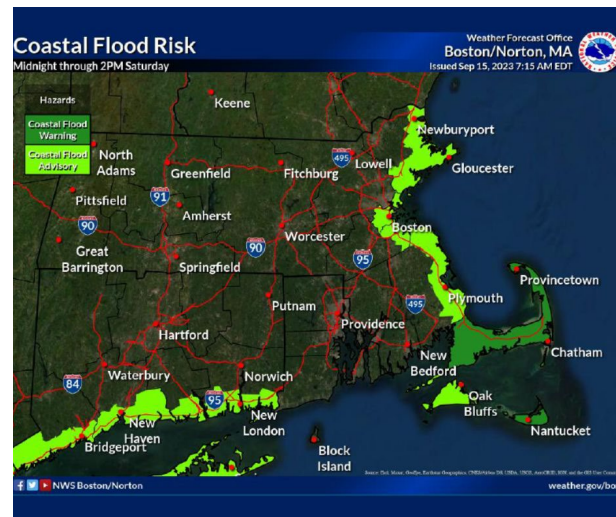 Coastal Flood Risk
Midnight through 2PM Saturday
Weather Forecast Office
Boston/Norton, MA
Issued Sep 15, 2023 7:15 AM EDT
Hazards
Coastal Flood
Warning
Coastal Flood
Advisory
Keene
Newburyport
495
Lowell
Gloucester
North
Adams
Greenfield
Fitchburg
91
Pittsfield
Amherst
Boston
90
Worcester
90
Great
Barrington
Springfield
95
Provincetown
Putnam
495
Plymouth
Hartford
Providence
Chatham
84
Waterbury
Norwich
New
Bedford
95
Oak
Bluffs
New
Haven
New
London
Nantucket
Bridgeport
Block
Island
NWS Boston/Norton
weather.gov/bo